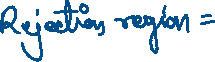 Rejection region =